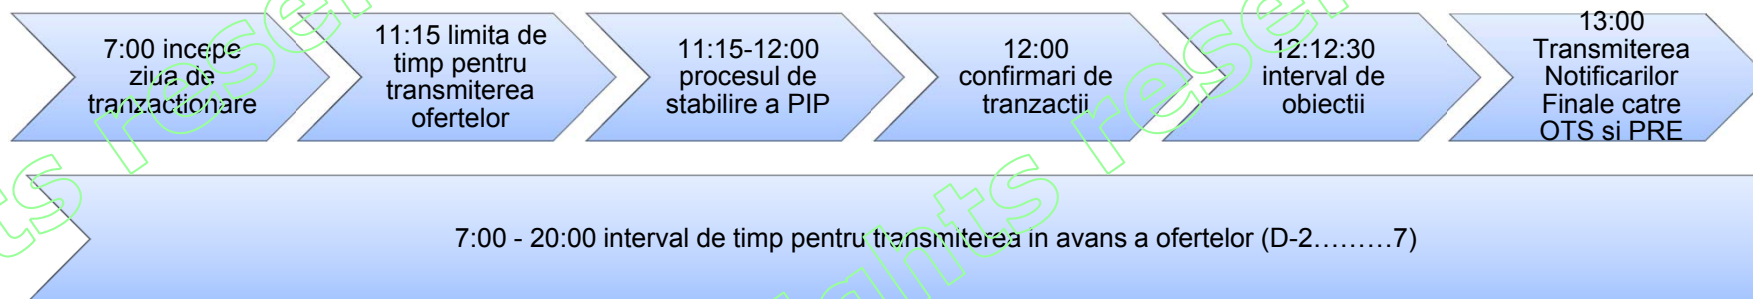 7:00 incepe
ziua de
tranzactionare
11:15 limita de
timp pentru
transmiterea
ofertelor
11:15-12:00
procesul de
stabilire a PIP
12:00
confirmari de
tranzactii
12:12:30
interval de
obiectii
13:00
Transmiterea
Notificarilor
Finale catre
OTS si PRE
7:00 - 20:00 interval de timp pentru transmiterea in avans a ofertelor (D-2.........7)